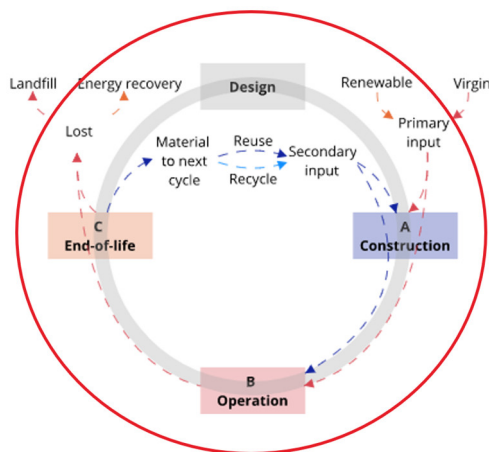 Design
Landfill
Energy recovery
Renewable
Virgin
Lost
Primary
input
Material
to next
cycle
Reuse
Recycle
Secondary
input
C
End-of-life
A
Construction
B
Operation